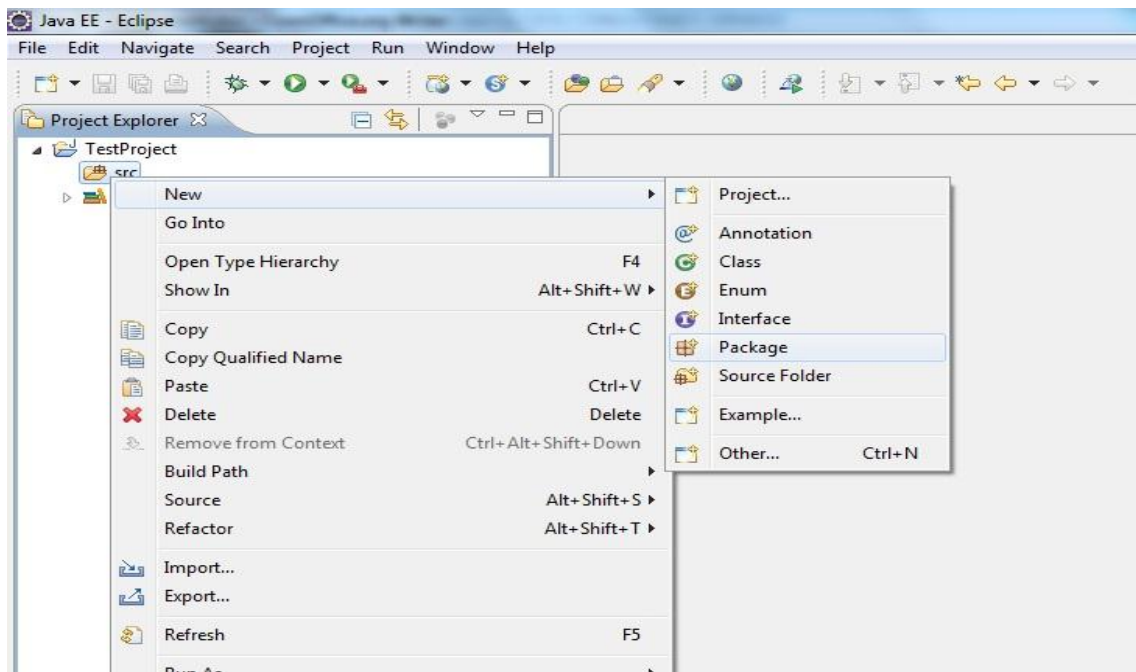 Java EE - Eclipse
File Edit Navigate Search Project Run Window Help
Project Explorer
TestProject
src
New
Go Into
Open Type Hierarchy F4
Show In Alt+Shift+W
Copy Ctrl+C
Copy Qualified Name
Paste Ctrl+V
Delete Delete
Remove from Context Ctrl+Alt+Shift+Down
Build Path
Source Alt+Shift+S
Refactor Alt+Shift+T
Import...
Export...
Refresh F5
Run As
Project...
Annotation
Class
Enum
Interface
Package
Source Folder
Example...
Other... Ctrl+N